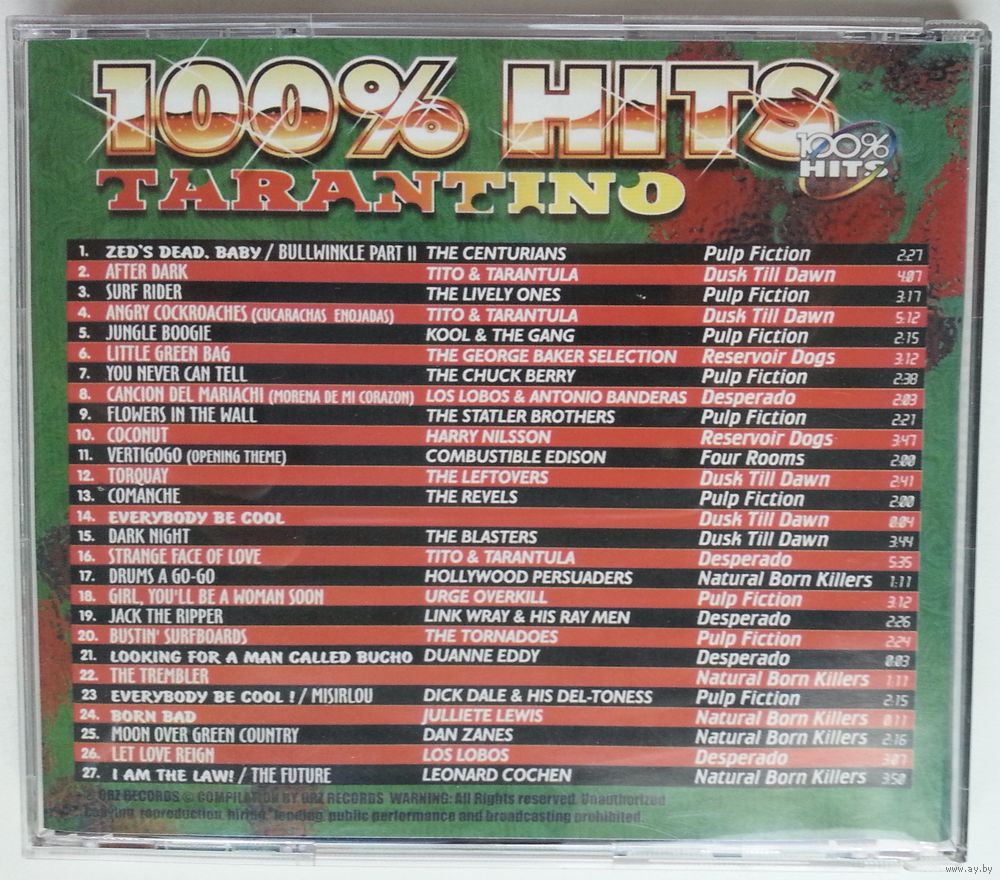 100% HITS
100%
HITS
TARANTINO
1. ZED'S DEAD. BABY / BULLWINKLE PART II THE CENTURIANS Pulp Fiction 2:27
2. AFTER DARK TITO & TARANTULA Dusk Till Dawn 4:07
3. SURF RIDER THE LIVELY ONES Pulp Fiction 3:17
4. ANGRY COCKROACHES (CUCARACHAS ENOJADAS) TITO & TARANTULA Dusk Till Dawn 5:12
5. JUNGLE BOOGIE KOOL & THE GANG Pulp Fiction 2:15
6. LITTLE GREEN BAG THE GEORGE BAKER SELECTION Reservoir Dogs 3:12
7. YOU NEVER CAN TELL THE CHUCK BERRY Pulp Fiction 2:38
8. CANCION DEL MARIACHI (MORENA DE MI CORAZON) LOS LOBOS & ANTONIO BANDERAS Desperado 2:03
9. FLOWERS IN THE WALL THE STATLER BROTHERS Pulp Fiction 2:21
10. COCONUT HARRY NILSSON Reservoir Dogs 3:47
11. VERTIGOGO (OPENING THEME) COMBUSTIBLE EDISON Four Rooms 2:00
12. TORQUAY THE LEFTOVERS Dusk Till Dawn 2:41
13. COMANCHE THE REVELS Pulp Fiction 2:00
14. EVERYBODY BE COOL Dusk Till Dawn 0:04
15. DARK NIGHT THE BLASTERS Dusk Till Dawn 3:44
16. STRANGE FACE OF LOVE TITO & TARANTULA Desperado 5:35
17. DRUMS A GO-GO HOLLYWOOD PERSUADERS Natural Born Killers 1:11
18. GIRL, YOU'LL BE A WOMAN SOON URGE OVERKILL Pulp Fiction 3:12
19. JACK THE RIPPER LINK WRAY & HIS RAY MEN Desperado 2:26
20. BUSTIN' SURFBOARDS THE TORNADOES Pulp Fiction 2:24
21. LOOKING FOR A MAN CALLED BUCHO DUANNE EDDY Desperado 0:03
22. THE TREMBLER Natural Born Killers 1:11
23 EVERYBODY BE COOL ! / MISIRLOU DICK DALE & HIS DEL-TONESS Pulp Fiction 2:15
24. BORN BAD JULLIETE LEWIS Natural Born Killers 0:11
25. MOON OVER GREEN COUNTRY DAN ZANES Natural Born Killers 2:16
26. LET LOVE REIGN LOS LOBOS Desperado 3:07
27. I AM THE LAW! / THE FUTURE LEONARD COCHEN Natural Born Killers 3:50
RECORDS © COMPILATION BY RECORDS WARNING: All Rights reserved. Unauthorized
copying, reproduction, hiring, lending, public performance and broadcasting prohibited.
www.ay.by